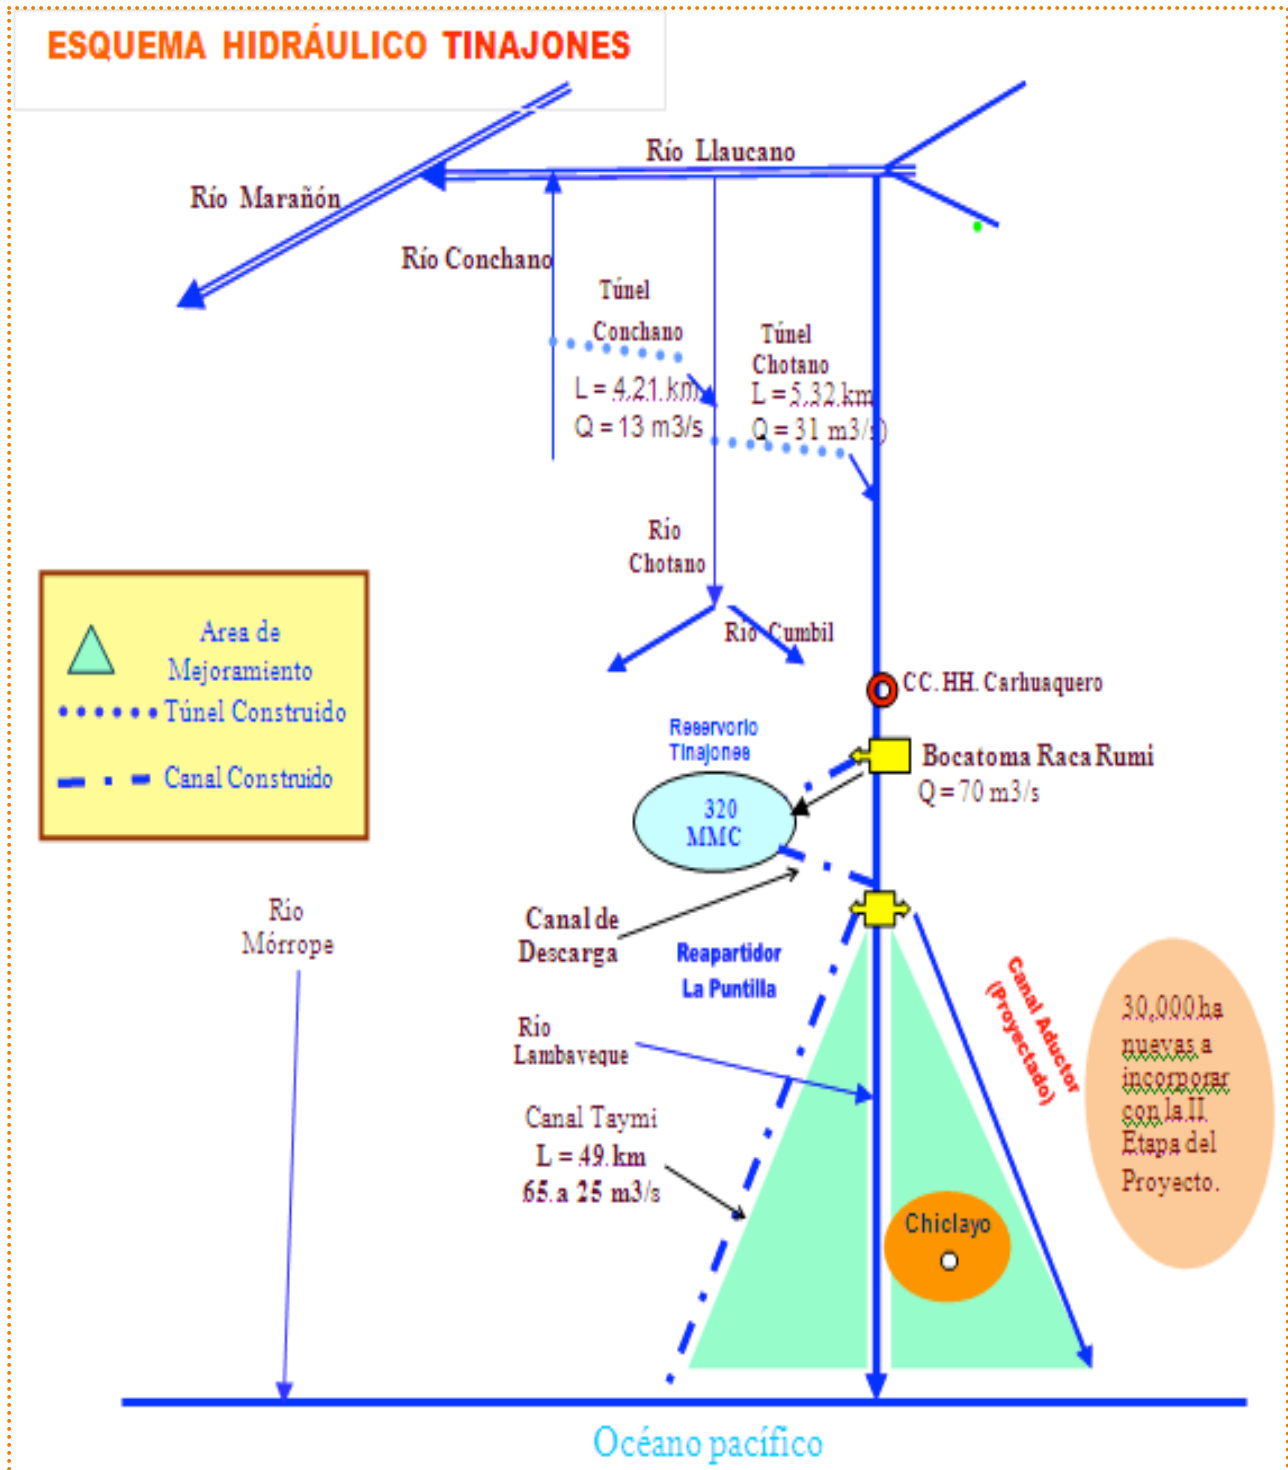 ESQUEMA HIDRÁULICO TINAJONES
Río Llaucano
Río Marañón
Río Conchano
Túnel
Conchano
L = 4.21 km
Q = 13 m3/s
Túnel
Chotano
L = 5.32 km
Q = 31 m3/s)
Río
Chotano
Río Cumbil
Area de
Mejoramiento
Túnel Construido
Canal Construido
CC. HH. Carhuaquero
Reservorio
Tinajones
320
MMC
Bocatoma Raca Rumi
Q = 70 m3/s
Río
Mórrope
Canal de
Descarga
Reapartidor
La Puntilla
Canal Aductor
(Proyectado)
30,000 ha
nuevas a
incorporar
con la II
Etapa del
Proyecto.
Río
Lambaveque
Canal Taymi
L = 49. km
65. a 25 m3/s
Chiclayo
Océano pacífico